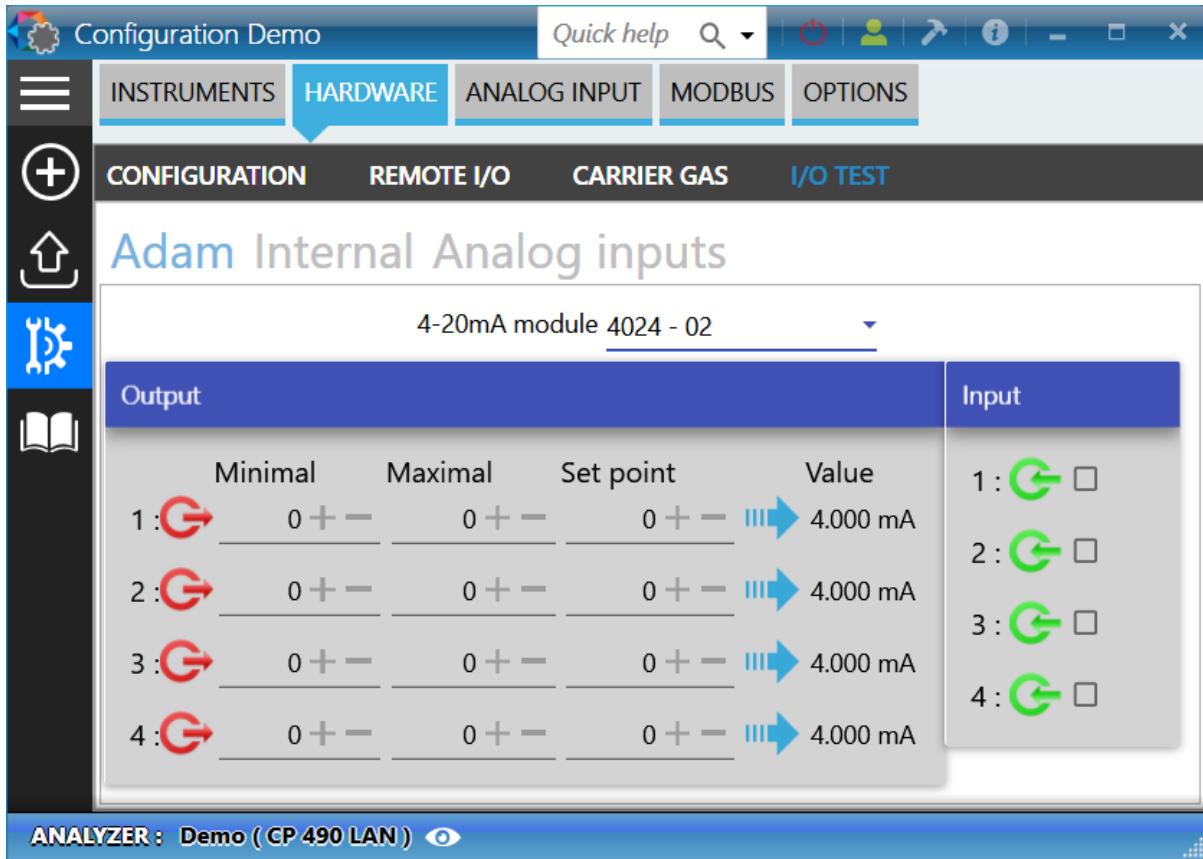 Configuration Demo Quick help
INSTRUMENTS HARDWARE ANALOG INPUT MODBUS OPTIONS
CONFIGURATION REMOTE I/O CARRIER GAS I/O TEST
Adam Internal Analog inputs
4-20mA module 4024 - 02
Output
Minimal Maximal Set point Value
1 : 0 0 0 4.000 mA
2 : 0 0 0 4.000 mA
3 : 0 0 0 4.000 mA
4 : 0 0 0 4.000 mA
Input
1 :
2 :
3 :
4 :
ANALYZER : Demo ( CP 490 LAN )